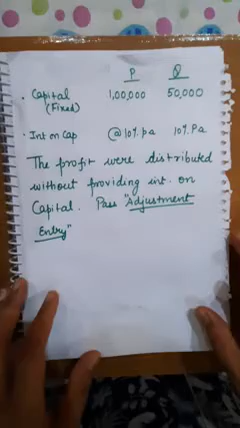 P Q
• Capital 1,00,000 50,000
(Fixed)
• Int on Cap @ 10% pa 10% Pa
The profit were distributed
without providing int. on
Capital. Pass "Adjustment
Entry"